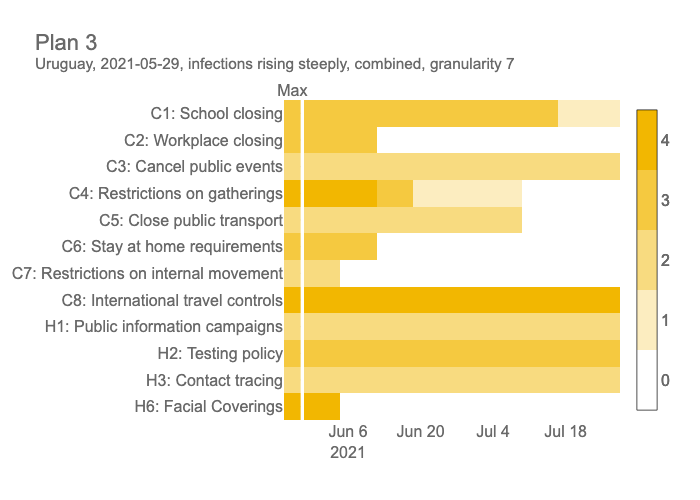 Plan 3
Uruguay, 2021-05-29, infections rising steeply, combined, granularity 7
Max
C1: School closing
C2: Workplace closing
C3: Cancel public events
C4: Restrictions on gatherings
C5: Close public transport
C6: Stay at home requirements
C7: Restrictions on internal movement
C8: International travel controls
H1: Public information campaigns
H2: Testing policy
H3: Contact tracing
H6: Facial Coverings
4
3
2
1
0
Jun 6 Jun 20 Jul 4 Jul 18
2021